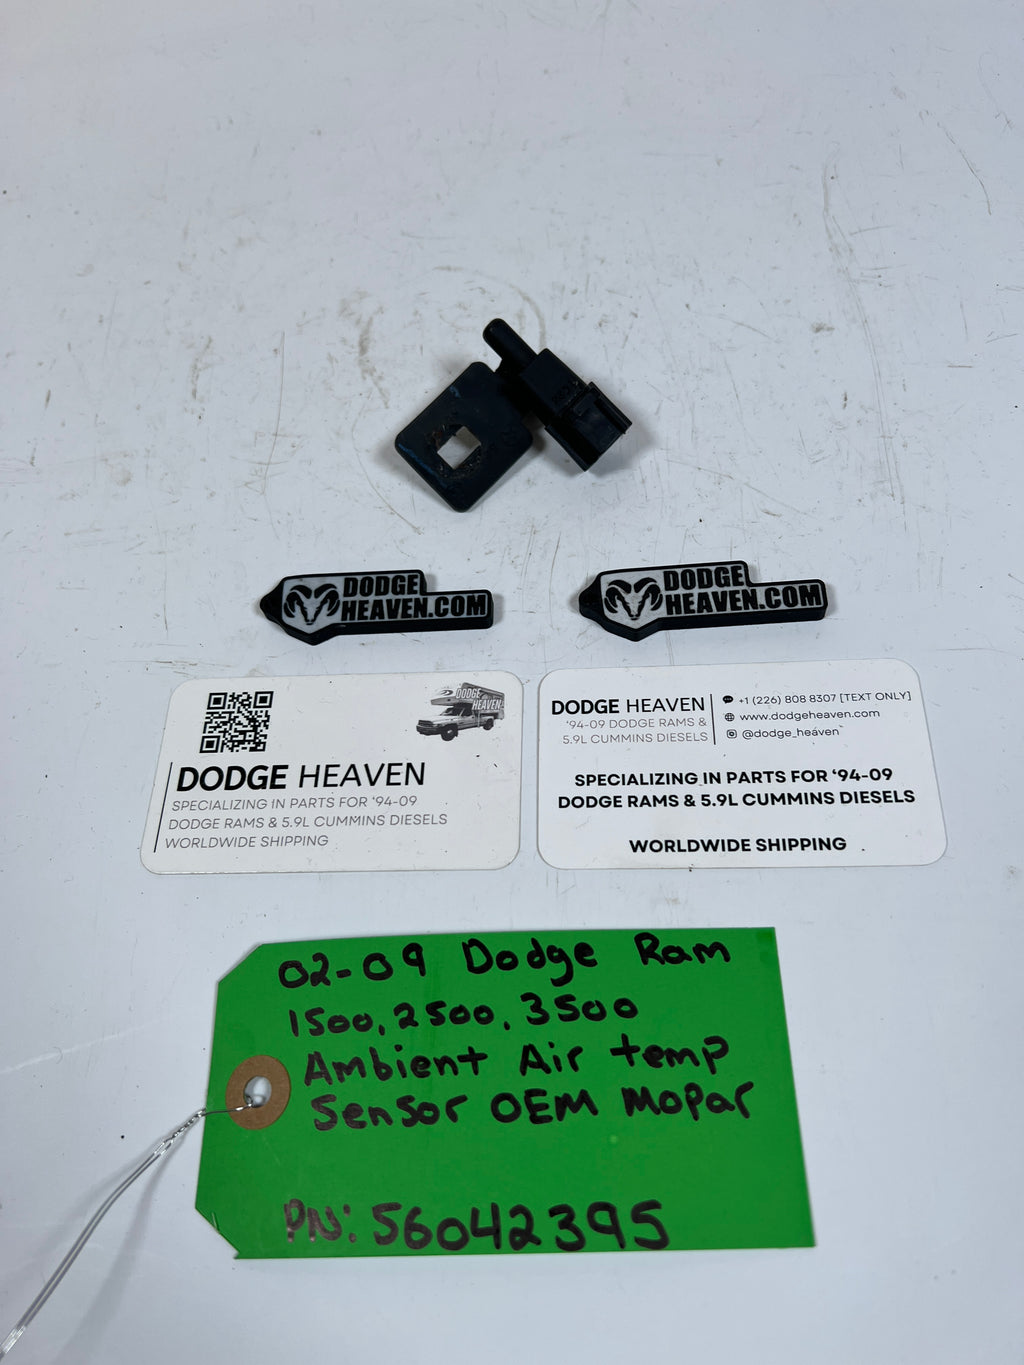 DODGE
HEAVEN.COM
DODGE
HEAVEN.COM
DODGE
HEAVEN
DODGE HEAVEN
SPECIALIZING IN PARTS FOR ‘94-09
DODGE RAMS & 5.9L CUMMINS DIESELS
WORLDWIDE SHIPPING
DODGE HEAVEN
‘94-09 DODGE RAMS &
5.9L CUMMINS DIESELS
+1 (226) 808 8307 [TEXT ONLY]
www.dodgeheaven.com
@dodge_heaven
SPECIALIZING IN PARTS FOR ‘94-09
DODGE RAMS & 5.9L CUMMINS DIESELS
WORLDWIDE SHIPPING
02-09 Dodge Ram
1500, 2500, 3500
Ambient Air temp
Sensor OEM Mopar
PN: 56042395